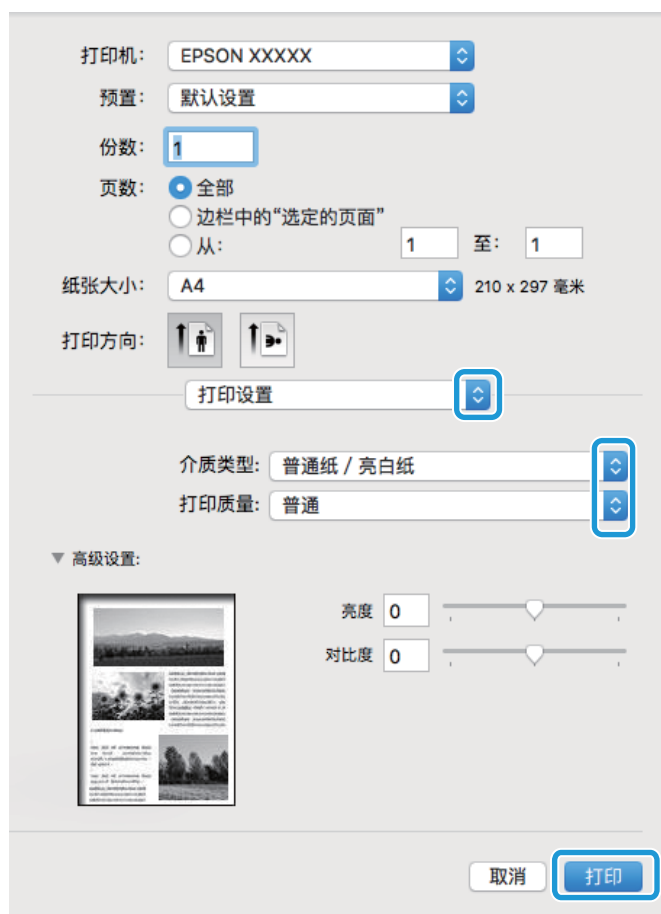 打印机: EPSON XXXXX
预置: 默认设置
份数: 1
页数: 全部
边栏中的“选定的页面”
从: 1 至: 1
纸张大小: A4 210 x 297 毫米
打印方向:
打印设置
介质类型: 普通纸 / 亮白纸
打印质量: 普通
高级设置:
亮度 0
对比度 0
取消 打印